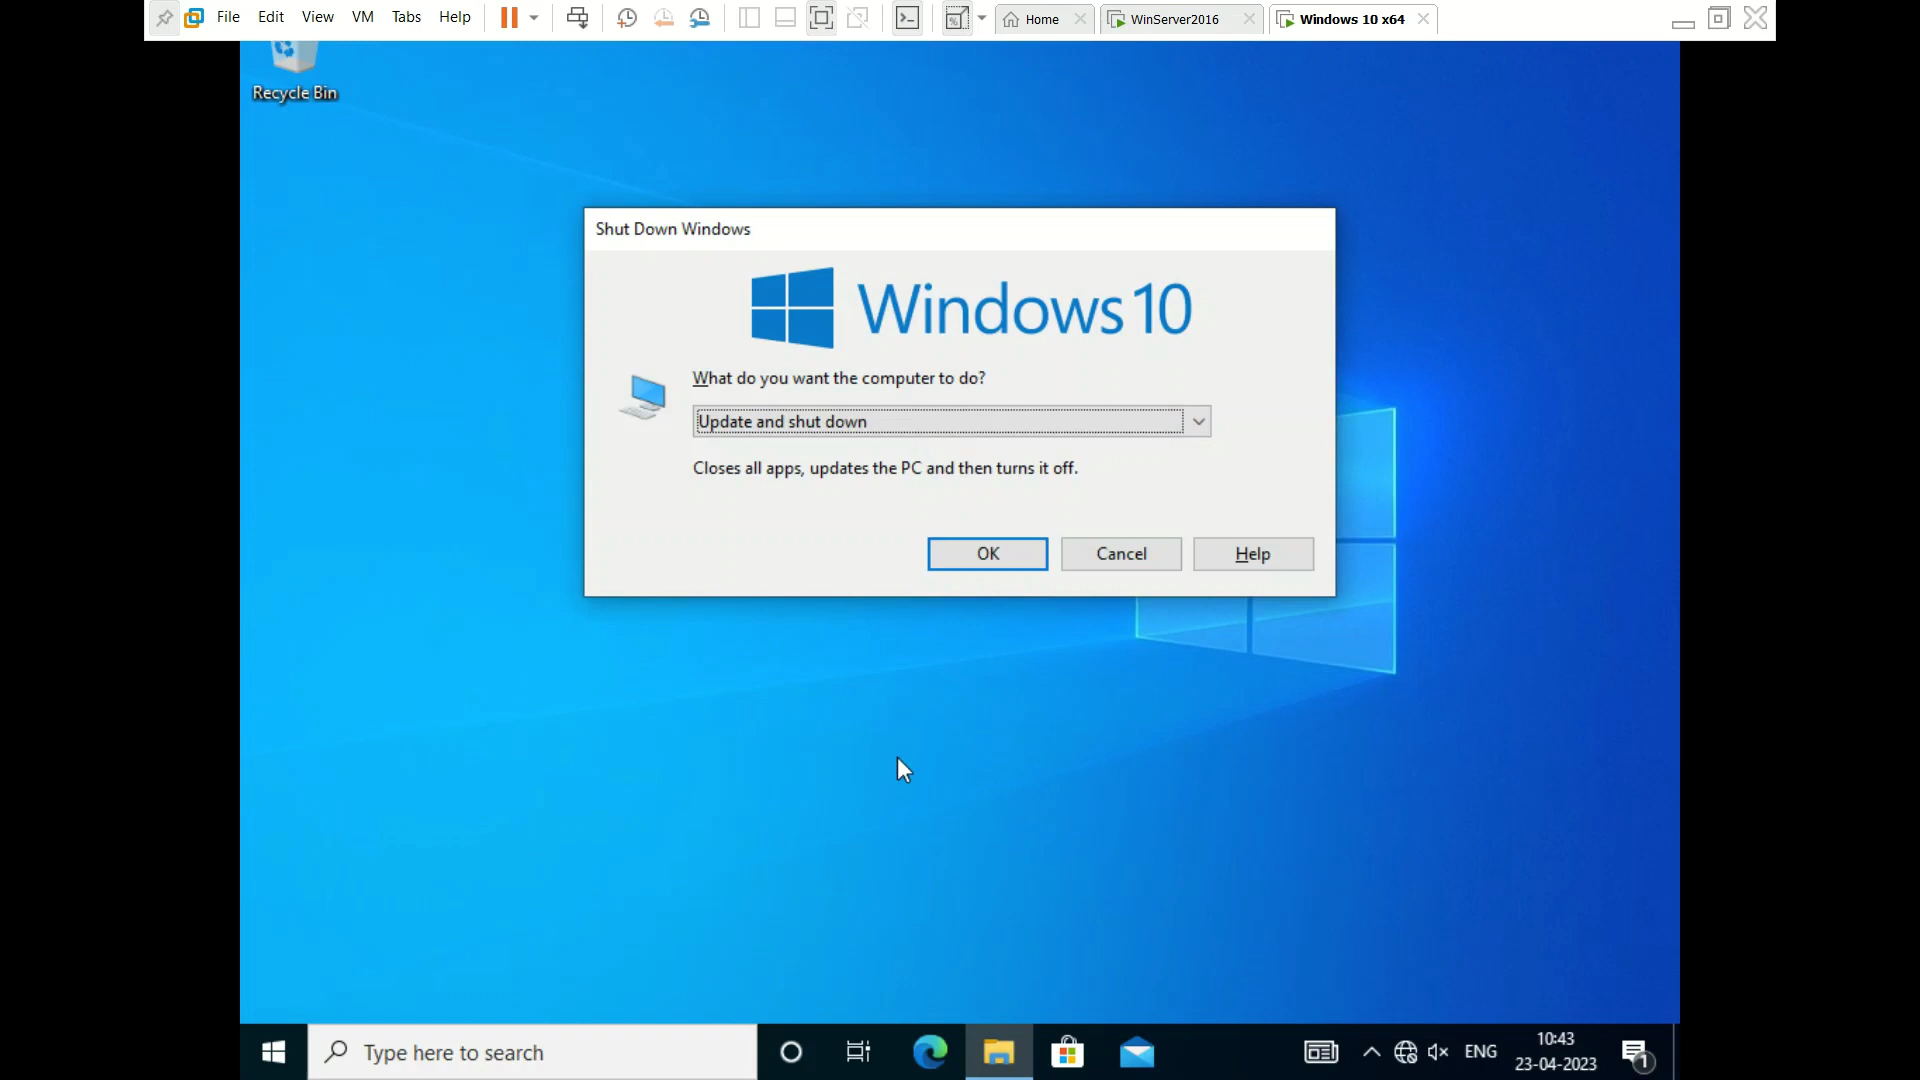 File Edit View VM Tabs Help
Home
WinServer2016
Windows 10 x64
Recycle Bin
Shut Down Windows
Windows 10
What do you want the computer to do?
Update and shut down
Closes all apps, updates the PC and then turns it off.
OK Cancel Help
Type here to search
ENG
10:43
23-04-2023
1